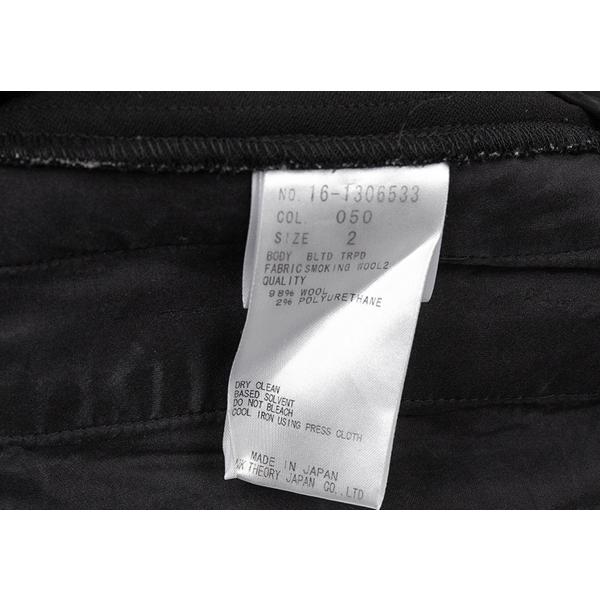 NO. 16-1306533
COL. 050
SIZE 2
BODY BLTD TRPD
FABRIC SMOKING WOOL2
QUALITY
98% WOOL
2% POLYURETHANE
DRY CLEAN
BASED SOLVENT
DO NOT BLEACH
COOL IRON USING PRESS CLOTH
MADE IN JAPAN
THEORY JAPAN CO.,LTD